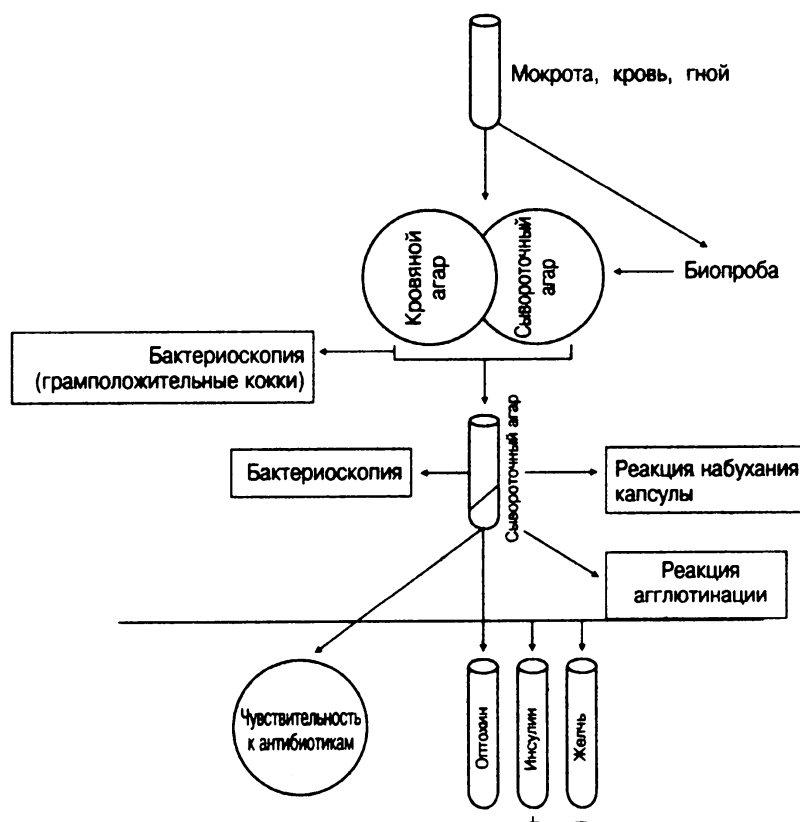 Мокрота, кровь, гной
Кровяной
агар
Сывороточный
агар
Биопроба
Бактериоскопия
(грамположительные кокки)
Бактериоскопия
Сывороточный агар
Реакция набухания
капсулы
Реакция
агглютинации
Чувствительность
к антибиотикам
Оптохин
Инсулин
Желчь